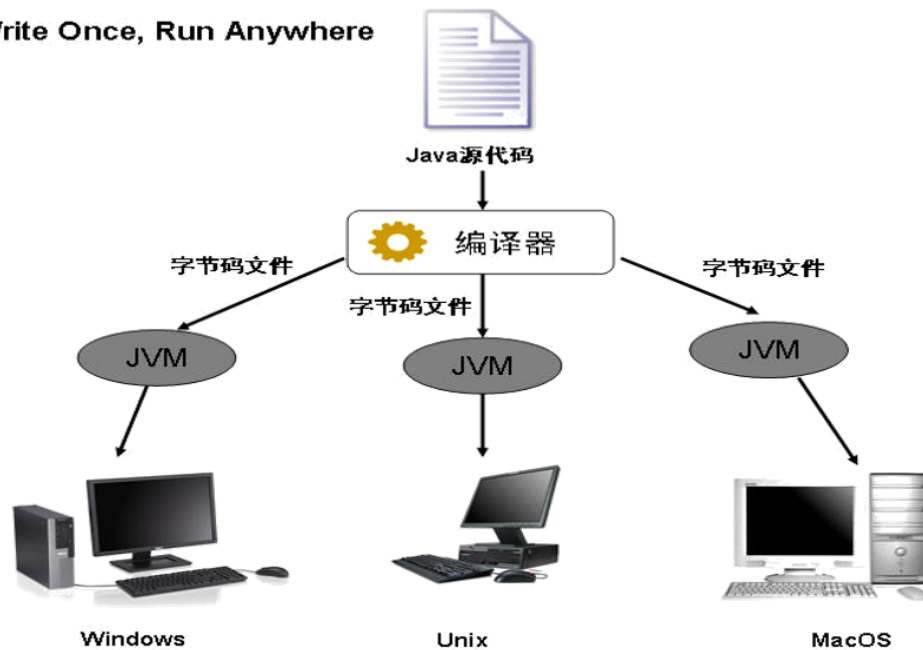 Write Once, Run Anywhere
Java源代码
编译器
字节码文件
字节码文件
字节码文件
JVM
JVM
JVM
Windows
Unix
MacOS